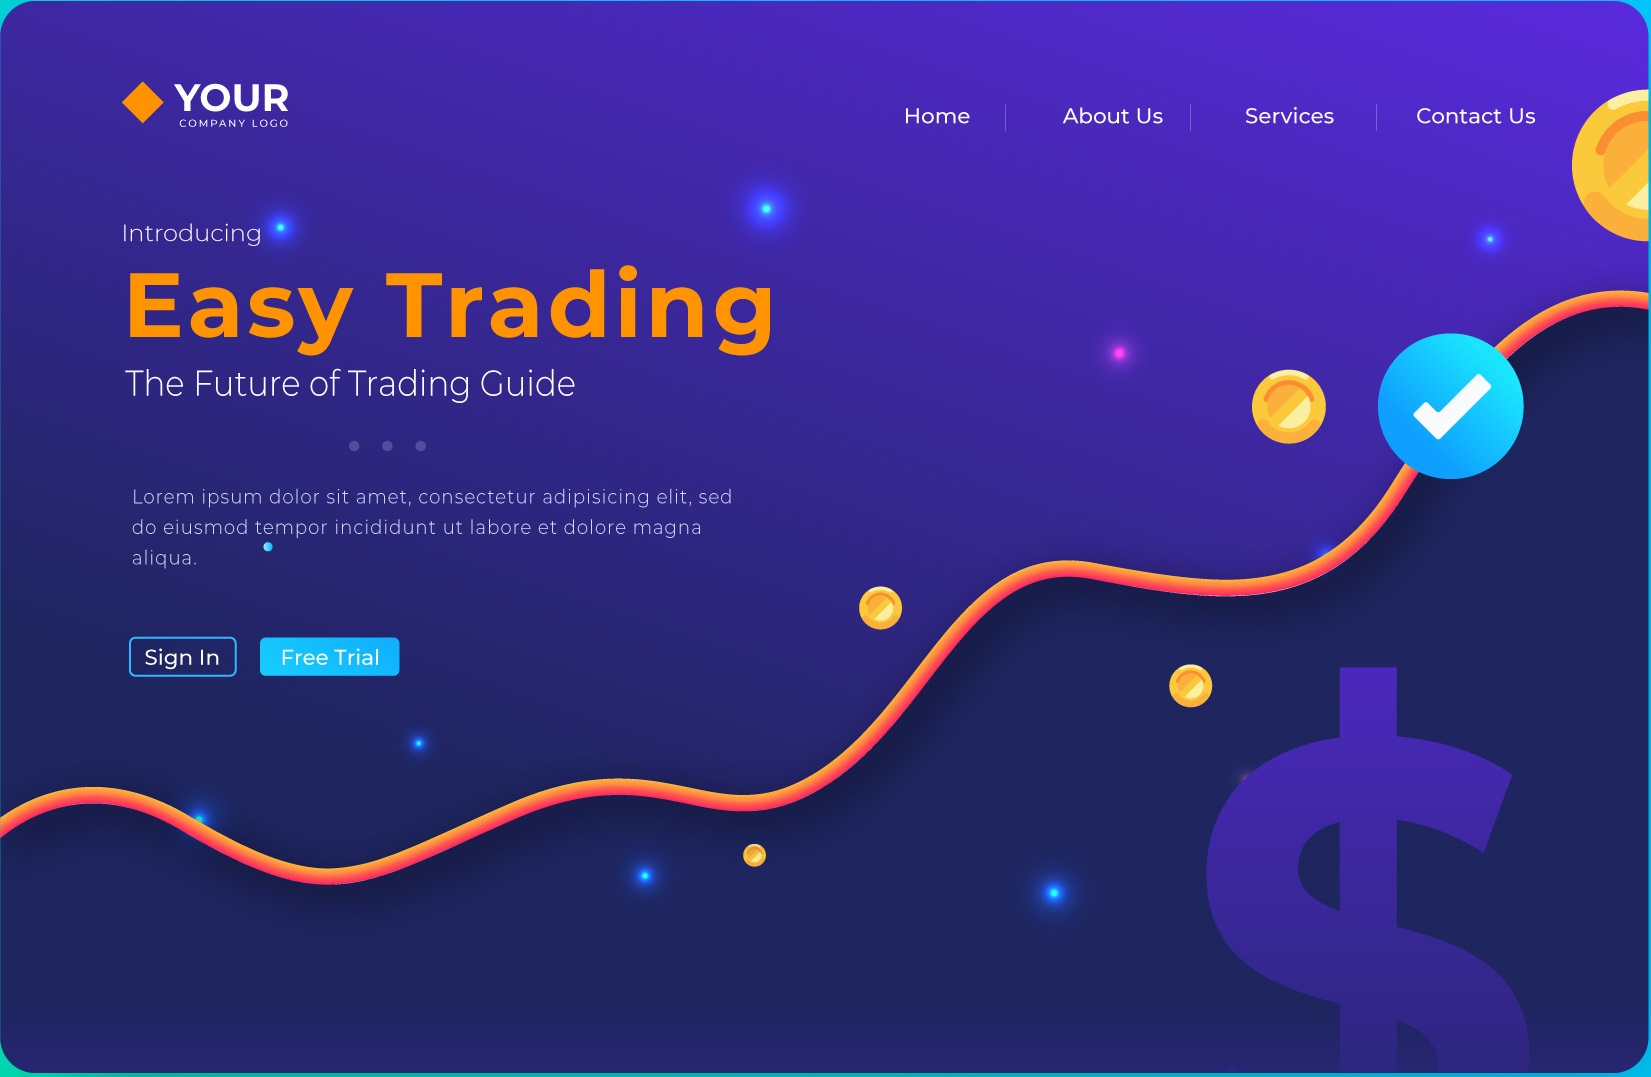 YOUR
COMPANY LOGO
Home
About Us
Services
Contact Us
Introducing
Easy Trading
The Future of Trading Guide
Lorem ipsum dolor sit amet, consectetur adipisicing elit, sed
do eiusmod tempor incididunt ut labore et dolore magna
aliqua.
Sign In
Free Trial
$